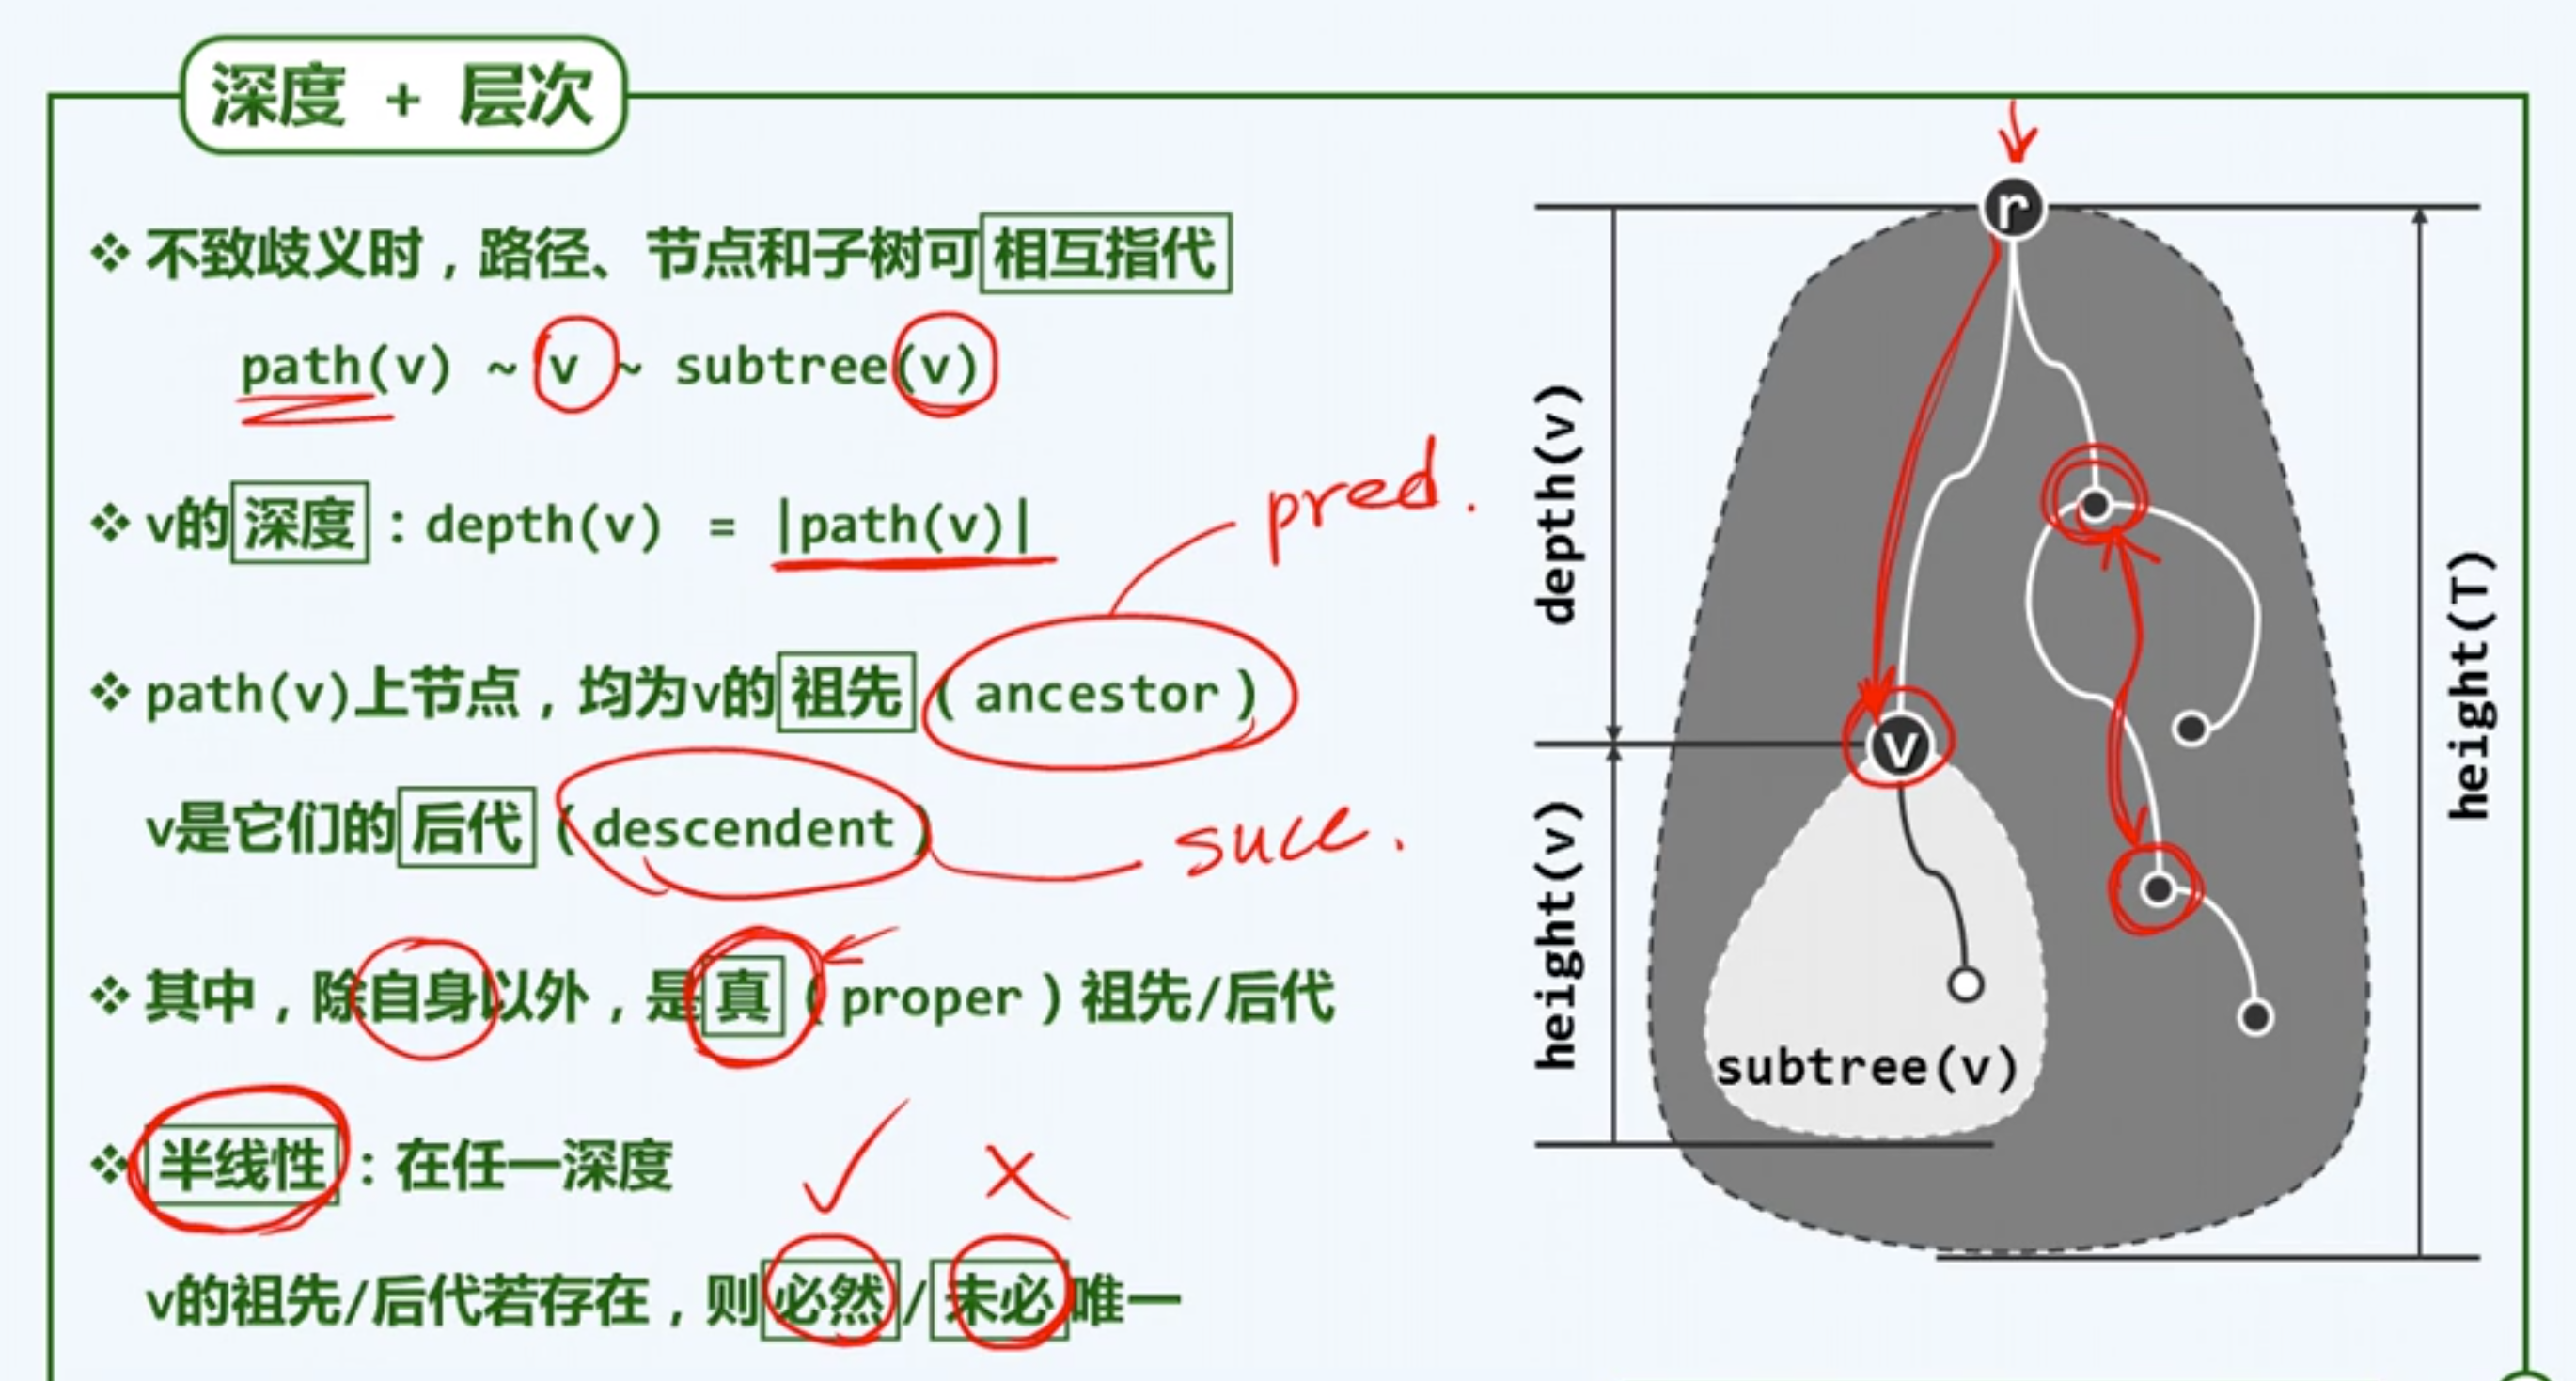 深度 + 层次
❖ 不致歧义时，路径、节点和子树可相互指代
path(v) ~ v ~ subtree(v)
❖ v的深度：depth(v) = |path(v)|
pred.
❖ path(v)上节点，均为v的祖先（ancestor）
v是它们的后代（descendent）
succ.
❖ 其中，除自身以外，是真（proper）祖先/后代
❖ 半线性：在任一深度
v的祖先/后代若存在，则必然/未必唯一
r
depth(v)
height(T)
v
height(v)
subtree(v)